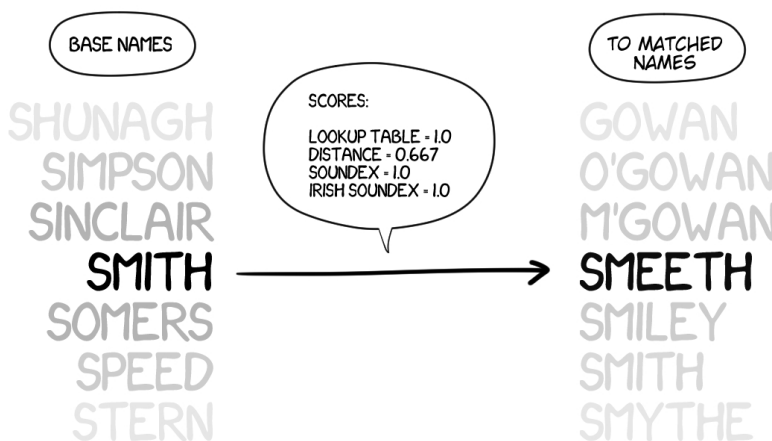 BASE NAMES
TO MATCHED
NAMES
SCORES:
LOOKUP TABLE - 1.0
DISTANCE - 0.667
SOUNDEX - 1.0
IRISH SOUNDEX - 1.0
SHUNAGH
SIMPSON
SINCLAIR
SMITH
SOMERS
SPEED
STERN
GOWAN
O'GOWAN
M'GOWAN
SMEETH
SMILEY
SMITH
SMYTHE